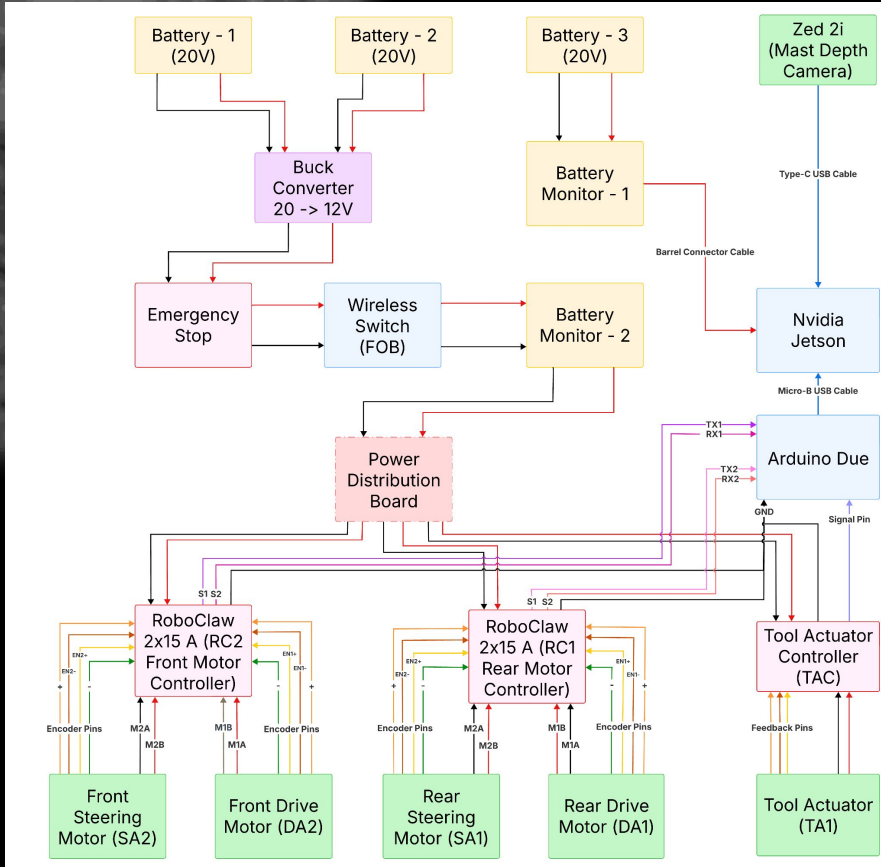 Battery - 1
(20V)
Battery - 2
(20V)
Battery - 3
(20V)
Zed 2i
(Mast Depth
Camera)
Buck
Converter
20 -> 12V
Battery
Monitor - 1
Type-C USB Cable
Barrel Connector Cable
Emergency
Stop
Wireless
Switch
(FOB)
Battery
Monitor - 2
Nvidia
Jetson
Micro-B USB Cable
Power
Distribution
Board
TX1
RX1
TX2
RX2
Arduino Due
GND
Signal Pin
S1 S2
S1 S2
RoboClaw
2x15 A (RC2
Front Motor
Controller)
EN2-
EN2+
+
-
EN1+
EN1-
-
+
RoboClaw
2x15 A (RC1
Rear Motor
Controller)
EN2-
EN2+
+
-
EN1+
EN1-
-
+
Tool Actuator
Controller
(TAC)
Encoder Pins
M2A
M2B
M1B
M1A
Encoder Pins
Encoder Pins
M2A
M2B
M1B
M1A
Encoder Pins
Feedback Pins
Front
Steering
Motor (SA2)
Front Drive
Motor (DA2)
Rear
Steering
Motor (SA1)
Rear Drive
Motor (DA1)
Tool Actuator
(TA1)